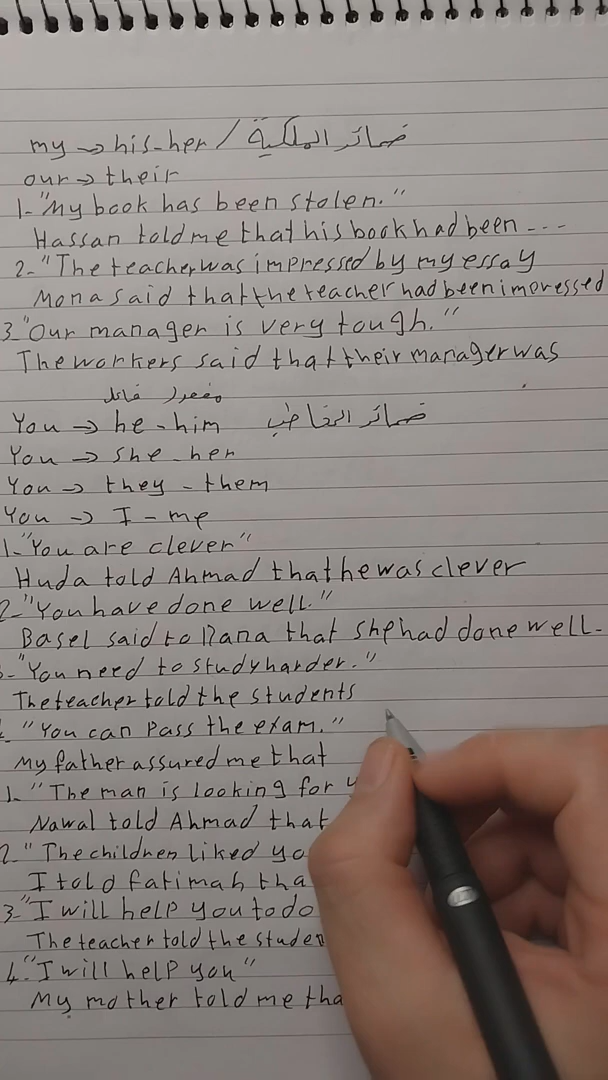 my → his-her / ضمائر الملكية
our → their
1- "My book has been stolen."
Hassan told me that his book had been ---
2- "The teacher was impressed by my essay
Mona said that the teacher had been impressed
3 "Our manager is very tough."
The workers said that their manager was
فاعل مفعول
You → he - him ضمائر المخاطب
You → she - her
You → they - them
You → I - me
1. "You are clever"
Huda told Ahmad that he was clever
2- "You have done well."
Basel said to Dana that she had done well-
"You need to study harder."
The teacher told the students
"You can pass the exam."
My father assured me that
1. "The man is looking for
Nawal told Ahmad that
2. "The children liked yo
I told fatimah tha
3- "I will help you to do
The teacher told the studen
4. "I will help you"
My mother told me tha